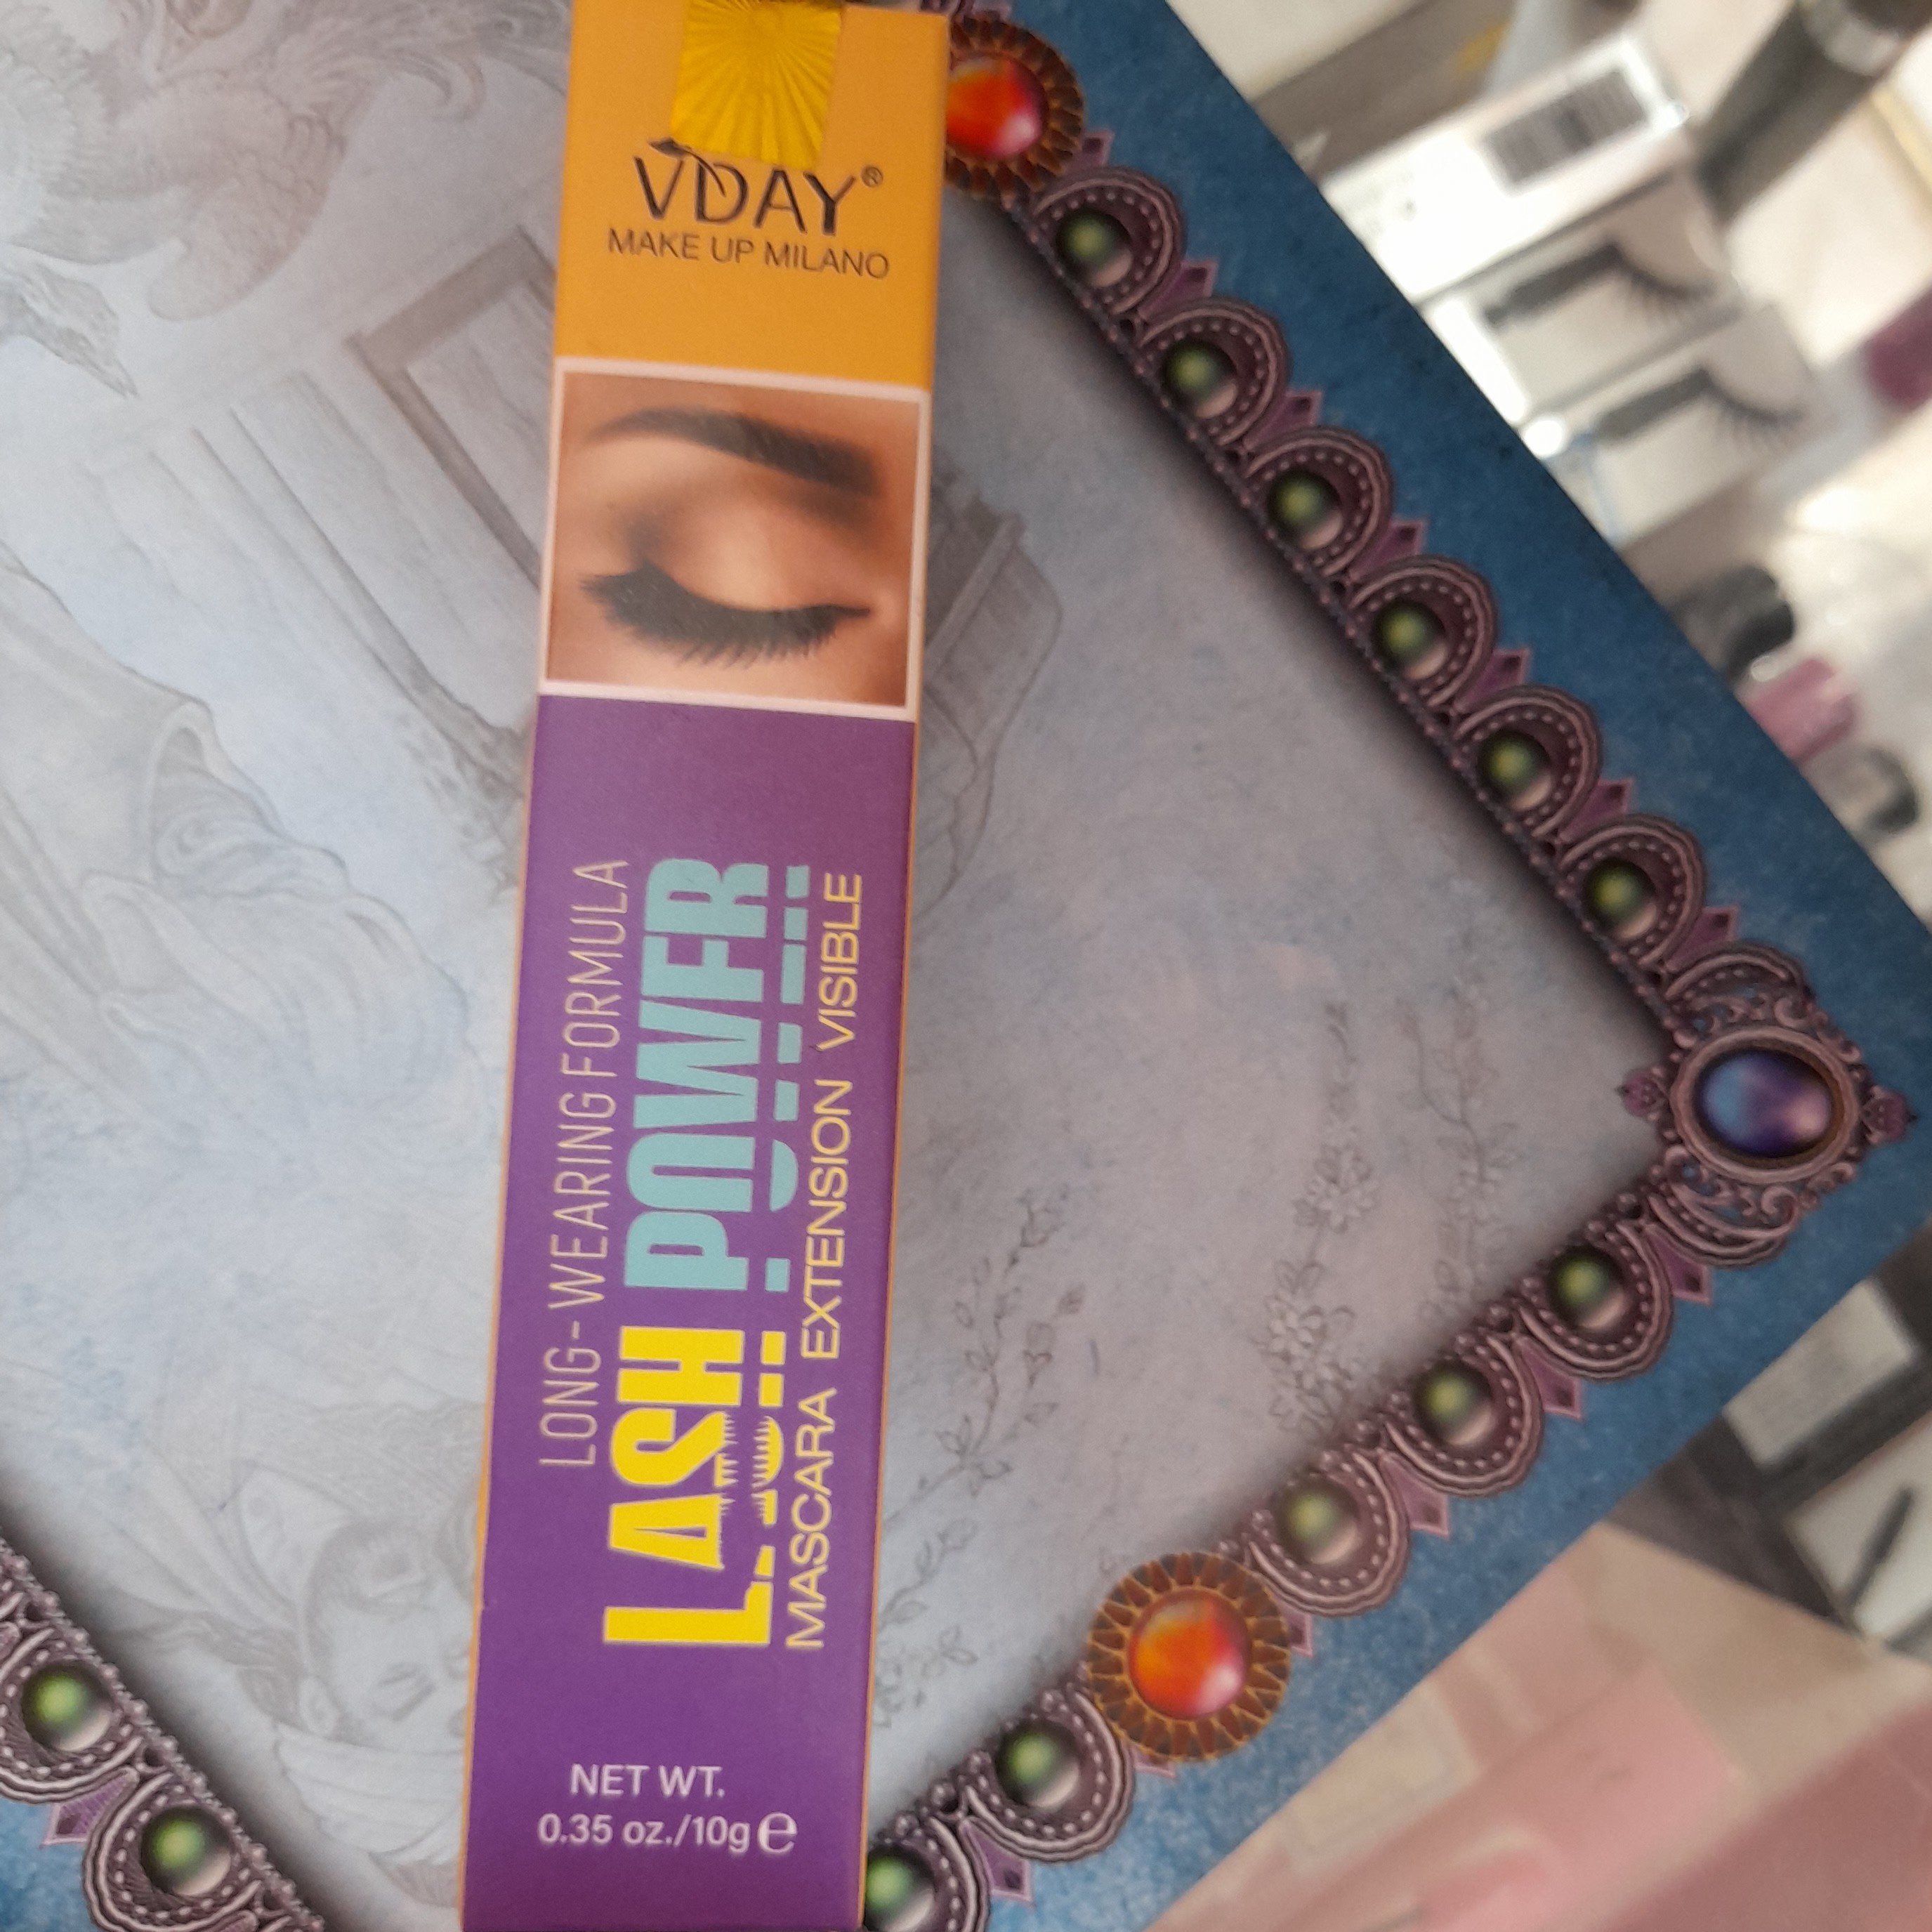 VDAY®
MAKE UP MILANO
LONG-WEARING FORMULA
LASH POWER
MASCARA EXTENSION VISIBLE
NET WT.
0.35 oz./10g ℮